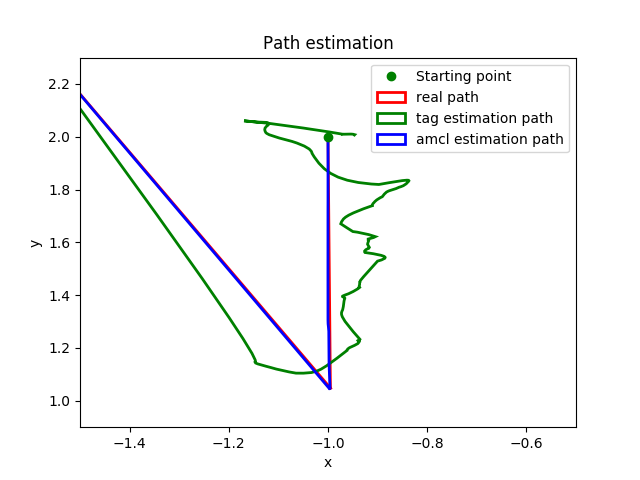 Path estimation
Starting point
real path
tag estimation path
amcl estimation path
y
2.2
2.0
1.8
1.6
1.4
1.2
1.0
−1.4
−1.2
−1.0
−0.8
−0.6
x